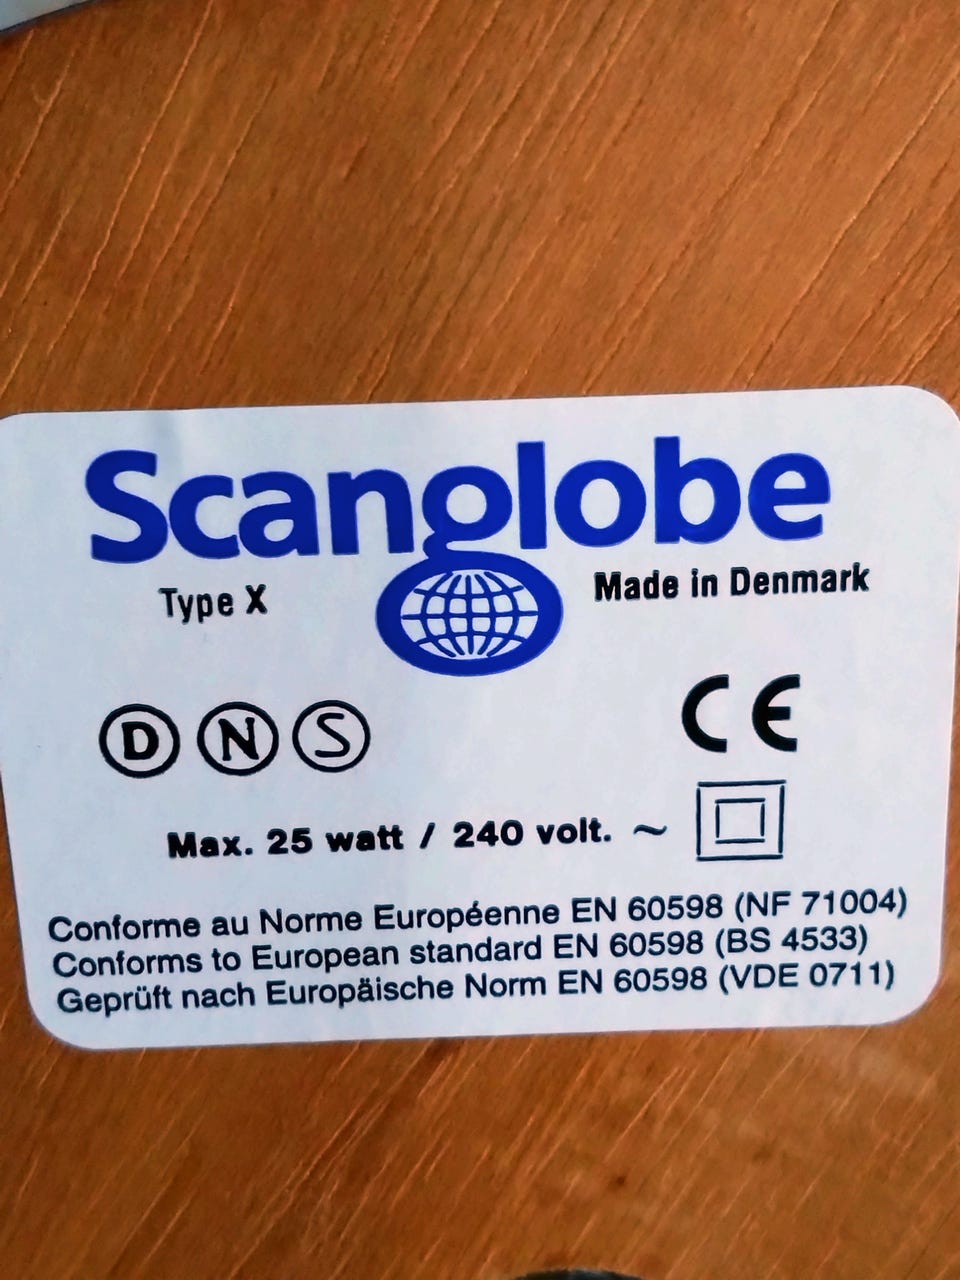 Scanglobe
Type X
Made in Denmark
D N S
CE
Max. 25 watt / 240 volt. ~
Conforme au Norme Européenne EN 60598 (NF 71004)
Conforms to European standard EN 60598 (BS 4533)
Geprüft nach Europäische Norm EN 60598 (VDE 0711)